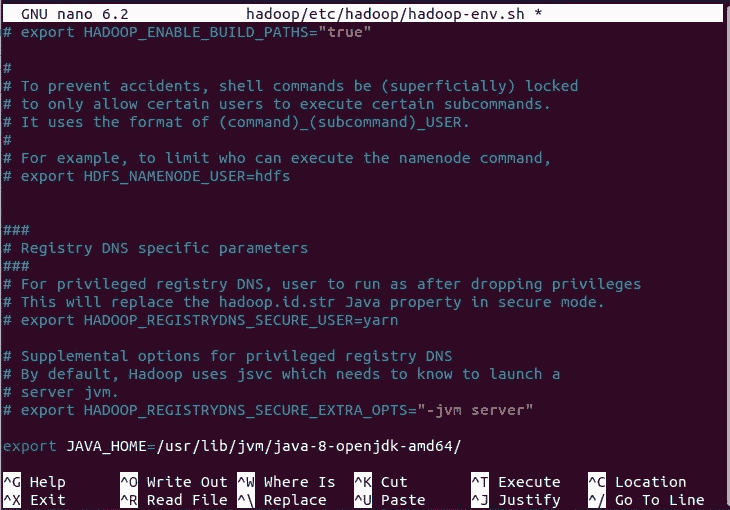 GNU nano 6.2 hadoop/etc/hadoop/hadoop-env.sh *
# export HADOOP_ENABLE_BUILD_PATHS="true"
#
# To prevent accidents, shell commands be (superficially) locked
# to only allow certain users to execute certain subcommands.
# It uses the format of (command)_(subcommand)_USER.
#
# For example, to limit who can execute the namenode command,
# export HDFS_NAMENODE_USER=hdfs
###
# Registry DNS specific parameters
###
# For privileged registry DNS, user to run as after dropping privileges
# This will replace the hadoop.id.str Java property in secure mode.
# export HADOOP_REGISTRYDNS_SECURE_USER=yarn
# Supplemental options for privileged registry DNS
# By default, Hadoop uses jsvc which needs to know to launch a
# server jvm.
# export HADOOP_REGISTRYDNS_SECURE_EXTRA_OPTS="-jvm server"
export JAVA_HOME=/usr/lib/jvm/java-8-openjdk-amd64/
^G Help ^O Write Out ^W Where Is ^K Cut ^T Execute ^C Location
^X Exit ^R Read File ^\ Replace ^U Paste ^J Justify ^/ Go To Line